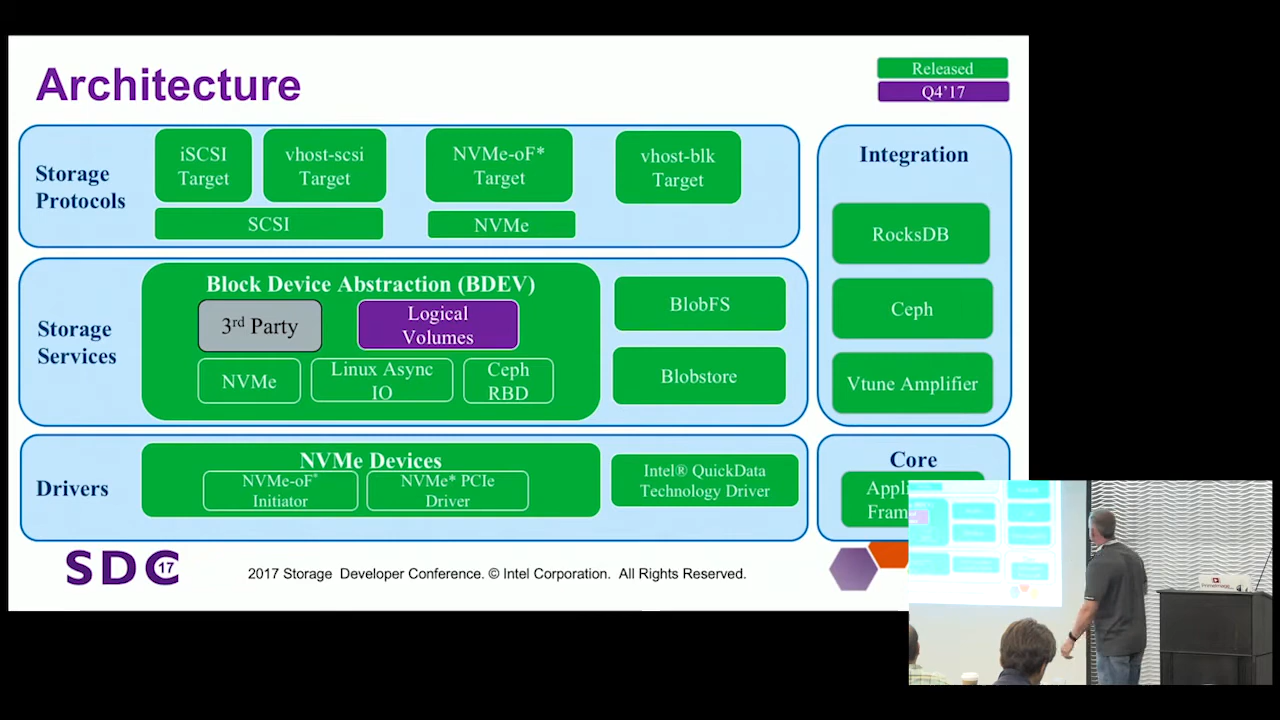 Architecture
Released
Q4'17
Storage
Protocols
iSCSI
Target
vhost-scsi
Target
NVMe-oF*
Target
vhost-blk
Target
SCSI
NVMe
Integration
RocksDB
Ceph
Vtune Amplifier
Storage
Services
Block Device Abstraction (BDEV)
3rd Party
Logical
Volumes
NVMe
Linux Async
IO
Ceph
RBD
BlobFS
Blobstore
Drivers
NVMe Devices
NVMe-oF*
Initiator
NVMe* PCIe
Driver
Intel® QuickData
Technology Driver
Core
Appli
Fram
SDC
17
2017 Storage Developer Conference. © Intel Corporation. All Rights Reserved.